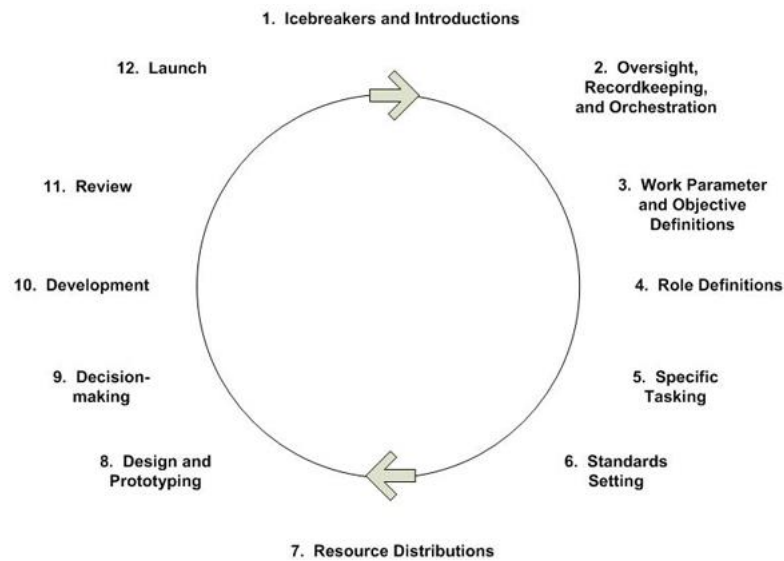 1. Icebreakers and Introductions
2. Oversight,
Recordkeeping,
and Orchestration
3. Work Parameter
and Objective
Definitions
4. Role Definitions
5. Specific
Tasking
6. Standards
Setting
7. Resource Distributions
8. Design and
Prototyping
9. Decision-
making
10. Development
11. Review
12. Launch